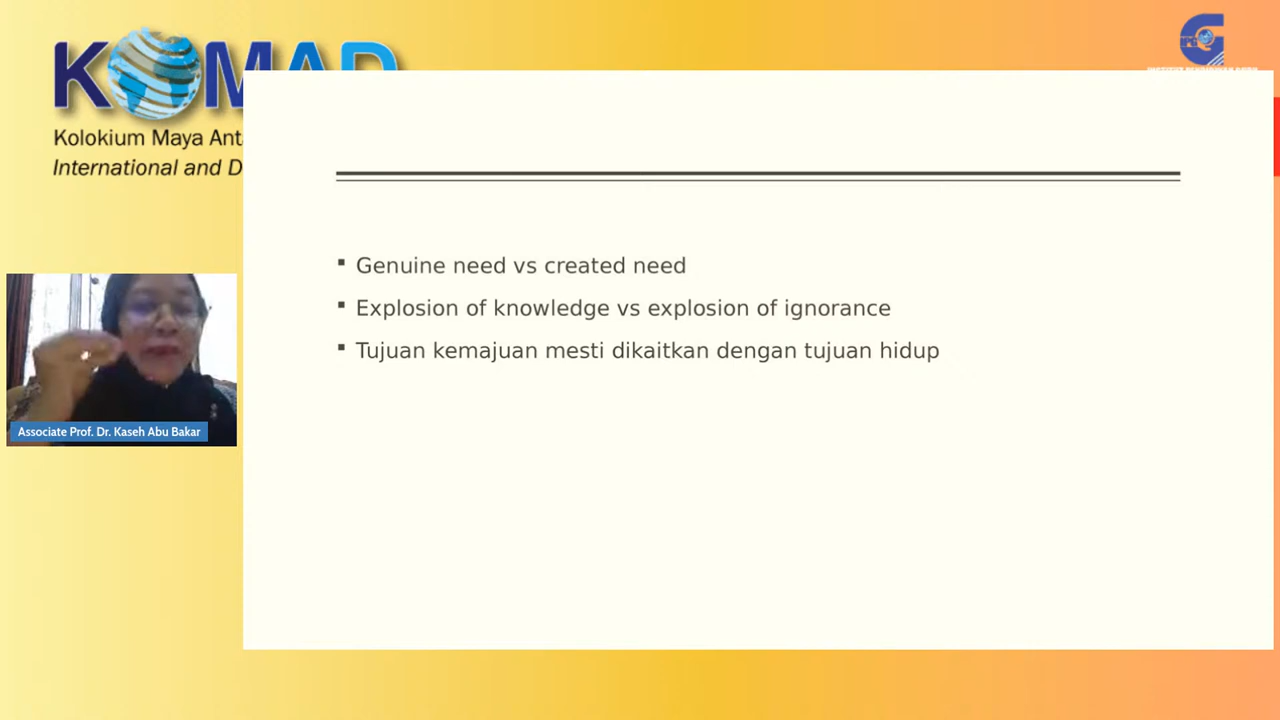 K MAD
Kolokium Maya Ant
International and D
Genuine need vs created need
Explosion of knowledge vs explosion of ignorance
Tujuan kemajuan mesti dikaitkan dengan tujuan hidup
Associate Prof. Dr. Kaseh Abu Bakar